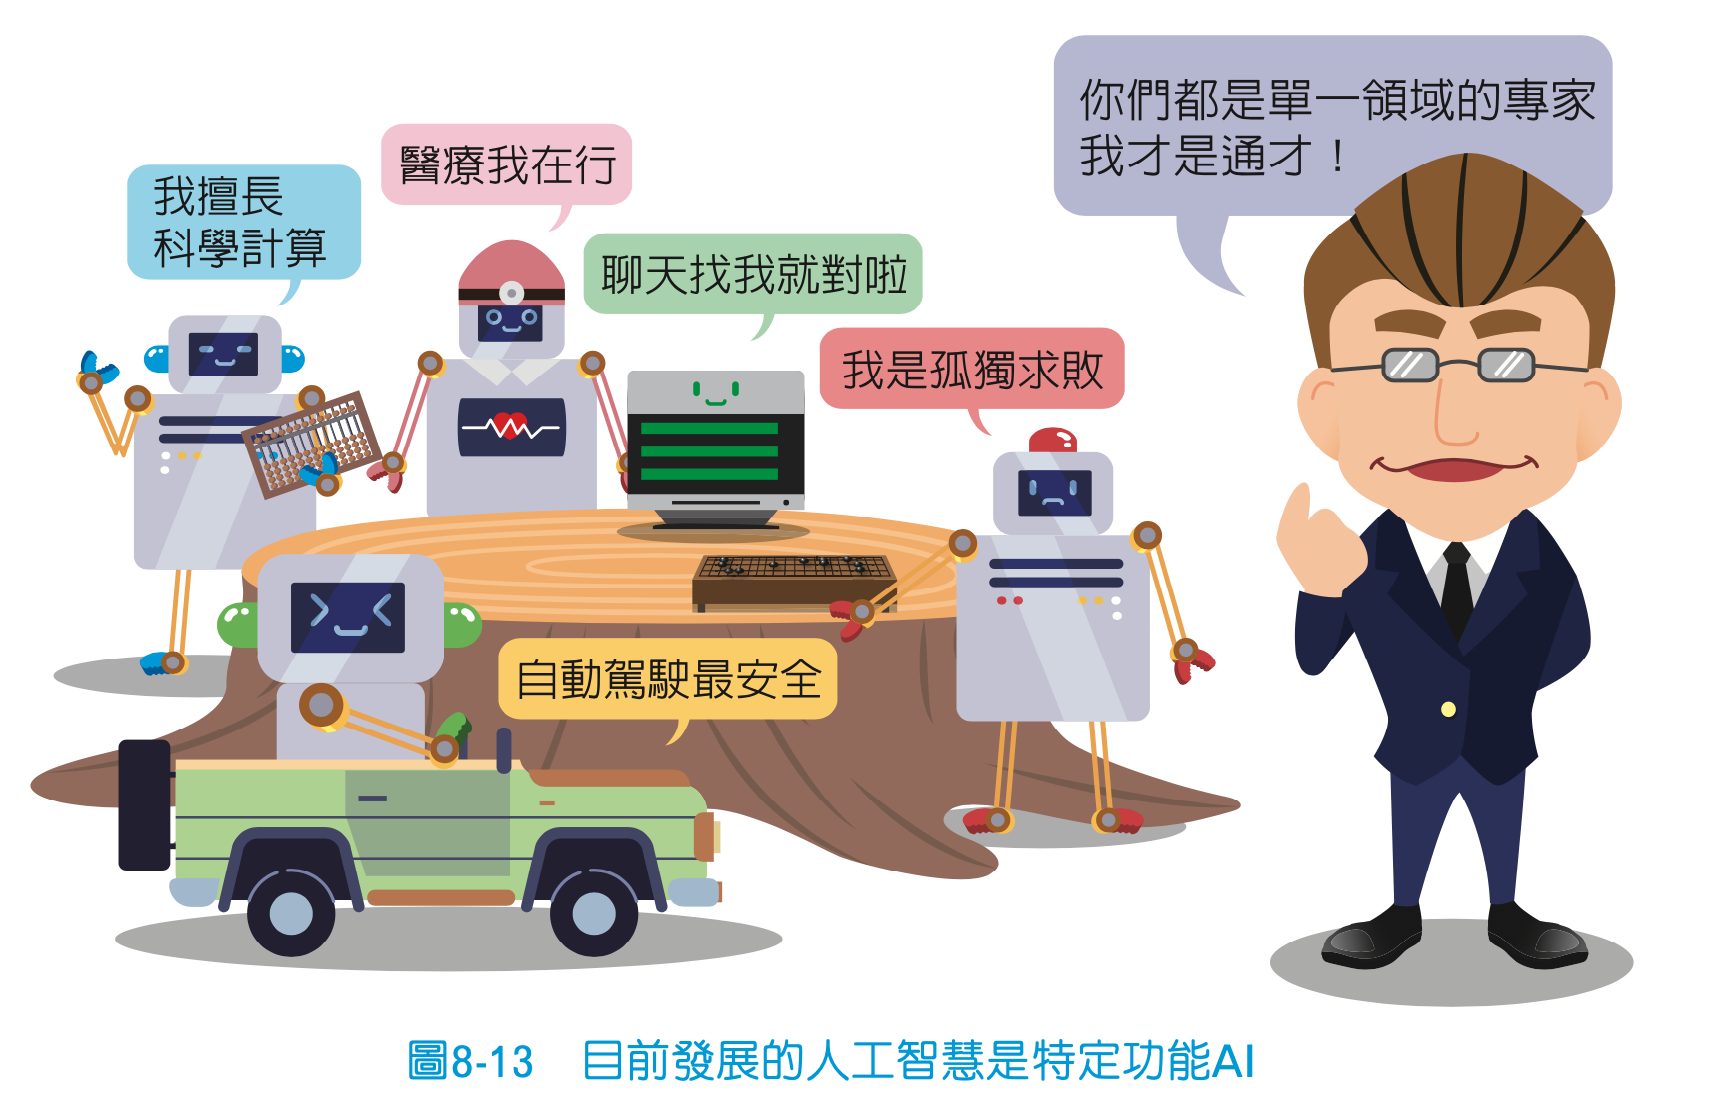 你們都是單一領域的專家
我才是通才！
醫療我在行
我擅長
科學計算
聊天找我就對啦
我是孤獨求敗
自動駕駛最安全
圖8-13　目前發展的人工智慧是特定功能AI